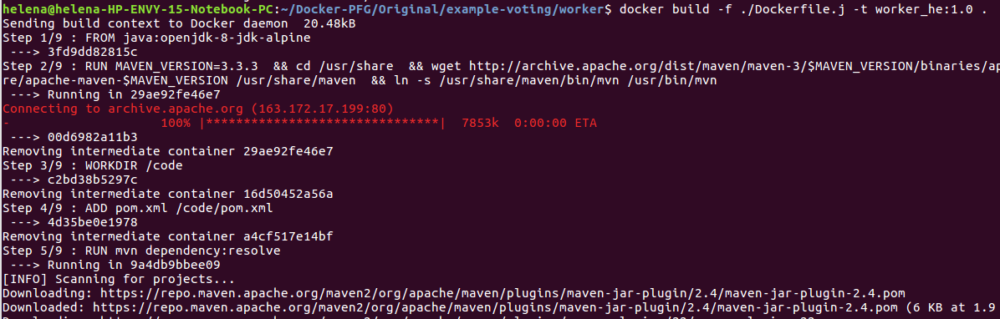 helena@helena-HP-ENVY-15-Notebook-PC:~/Docker-PFG/Original/example-voting/worker$ docker build -f ./Dockerfile.j -t worker_he:1.0 .
Sending build context to Docker daemon  20.48kB
Step 1/9 : FROM java:openjdk-8-jdk-alpine
 ---> 3fd9dd82815c
Step 2/9 : RUN MAVEN_VERSION=3.3.3  && cd /usr/share  && wget http://archive.apache.org/dist/maven/maven-3/$MAVEN_VERSION/binaries/ap
re/apache-maven-$MAVEN_VERSION /usr/share/maven  && ln -s /usr/share/maven/bin/mvn /usr/bin/mvn
 ---> Running in 29ae92fe46e7
Connecting to archive.apache.org (163.172.17.199:80)
-                    100% |*******************************|  7853k  0:00:00 ETA
 ---> 00d6982a11b3
Removing intermediate container 29ae92fe46e7
Step 3/9 : WORKDIR /code
 ---> c2bd38b5297c
Removing intermediate container 16d50452a56a
Step 4/9 : ADD pom.xml /code/pom.xml
 ---> 4d35be0e1978
Removing intermediate container a4cf517e14bf
Step 5/9 : RUN mvn dependency:resolve
 ---> Running in 9a4db9bbee09
[INFO] Scanning for projects...
Downloading: https://repo.maven.apache.org/maven2/org/apache/maven/plugins/maven-jar-plugin/2.4/maven-jar-plugin-2.4.pom
Downloaded: https://repo.maven.apache.org/maven2/org/apache/maven/plugins/maven-jar-plugin/2.4/maven-jar-plugin-2.4.pom (6 KB at 1.9